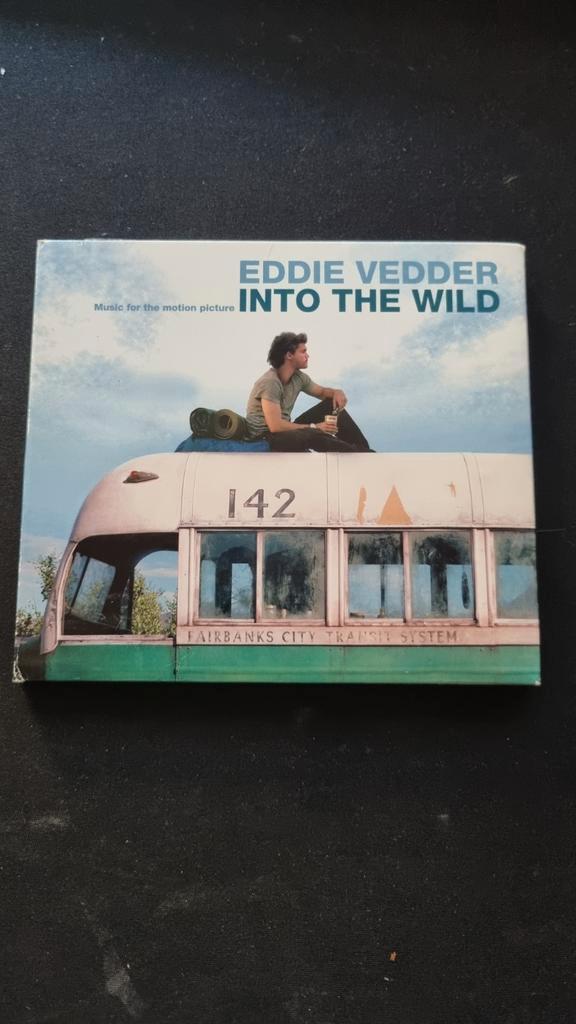 EDDIE VEDDER
Music for the motion picture INTO THE WILD
142
FAIRBANKS CITY TRANSIT SYSTEM